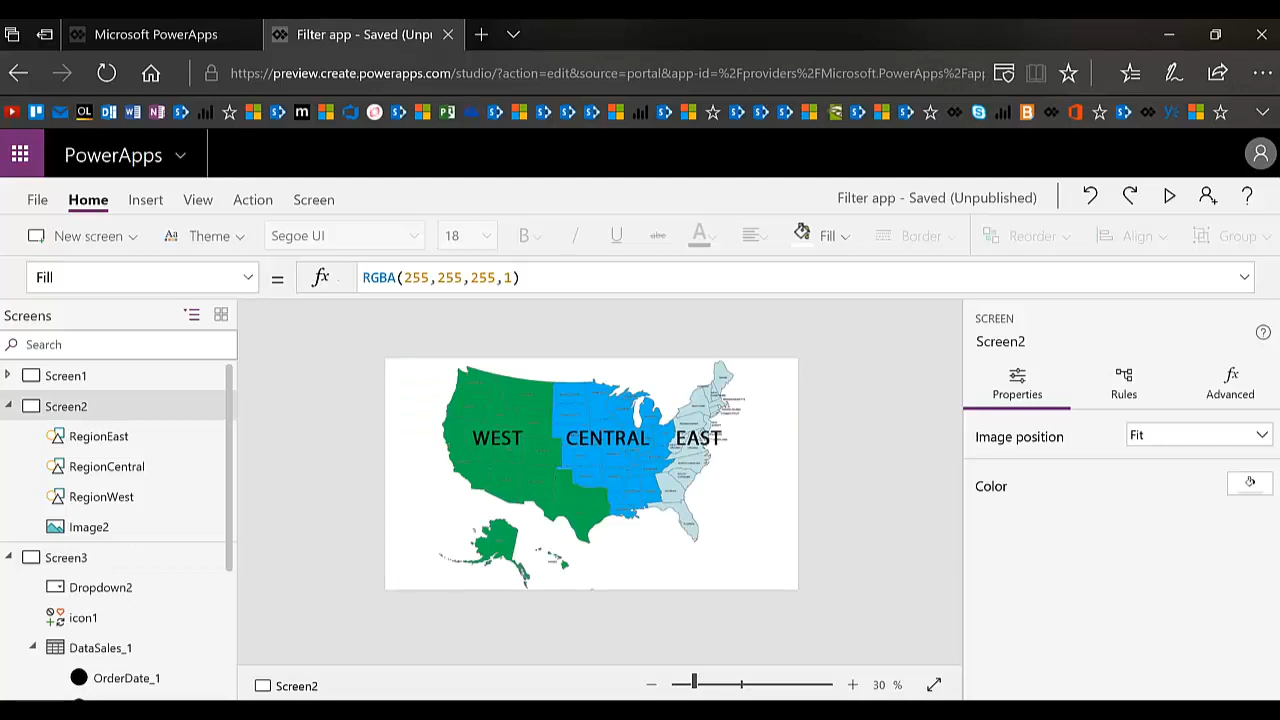 Microsoft PowerApps
Filter app - Saved (Unpu
https://preview.create.powerapps.com/studio/?action=edit&source=portal&app-id=%2Fproviders%2FMicrosoft.PowerApps%2Fapp
PowerApps
File Home Insert View Action Screen
Filter app - Saved (Unpublished)
New screen Theme Segoe UI 18 B / U abc A Fill Border Reorder Align Group
Fill = fx RGBA(255,255,255,1)
Screens
Search
Screen1
Screen2
RegionEast
RegionCentral
RegionWest
Image2
Screen3
Dropdown2
icon1
DataSales_1
OrderDate_1
WEST CENTRAL EAST
Screen2
30 %
SCREEN
Screen2
Properties Rules Advanced
Image position Fit
Color